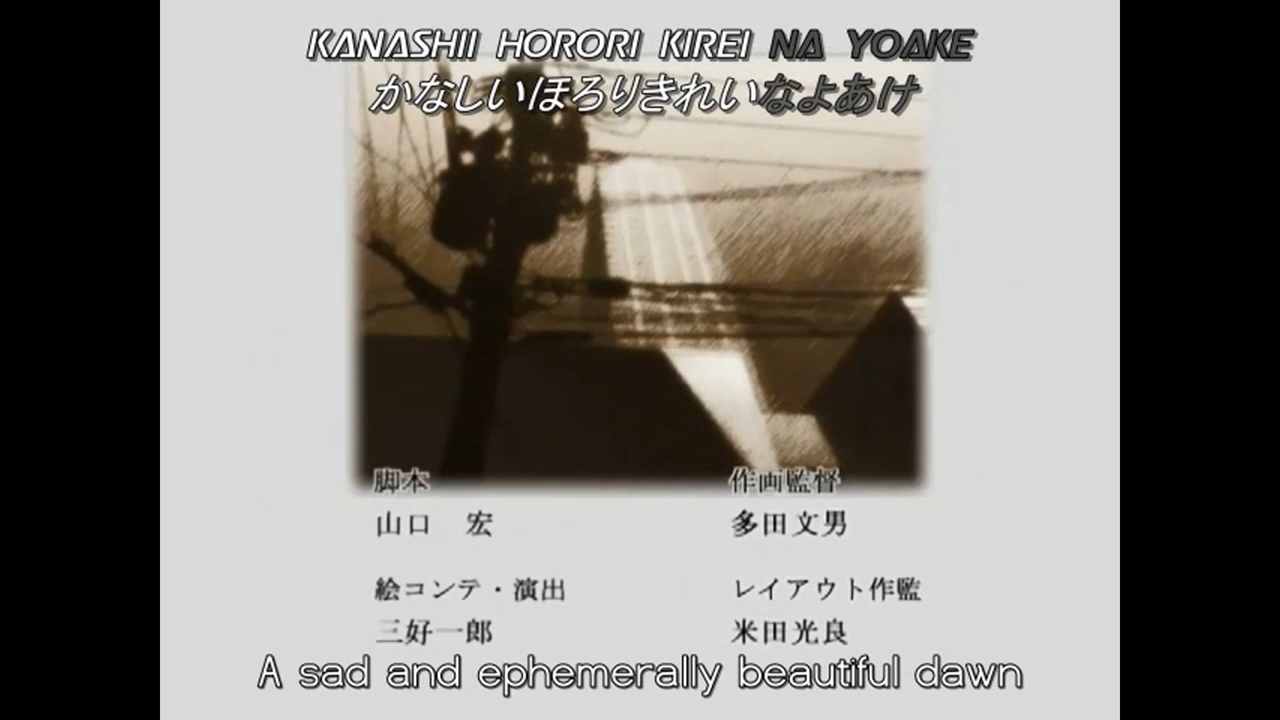 KANASHII HORORI KIREI NA YOAKE
かなしいほろりきれいなよあけ
脚本
山口 宏
作画監督
多田文男
絵コンテ・演出
三好一郎
レイアウト作監
米田光良
A sad and ephemerally beautiful dawn